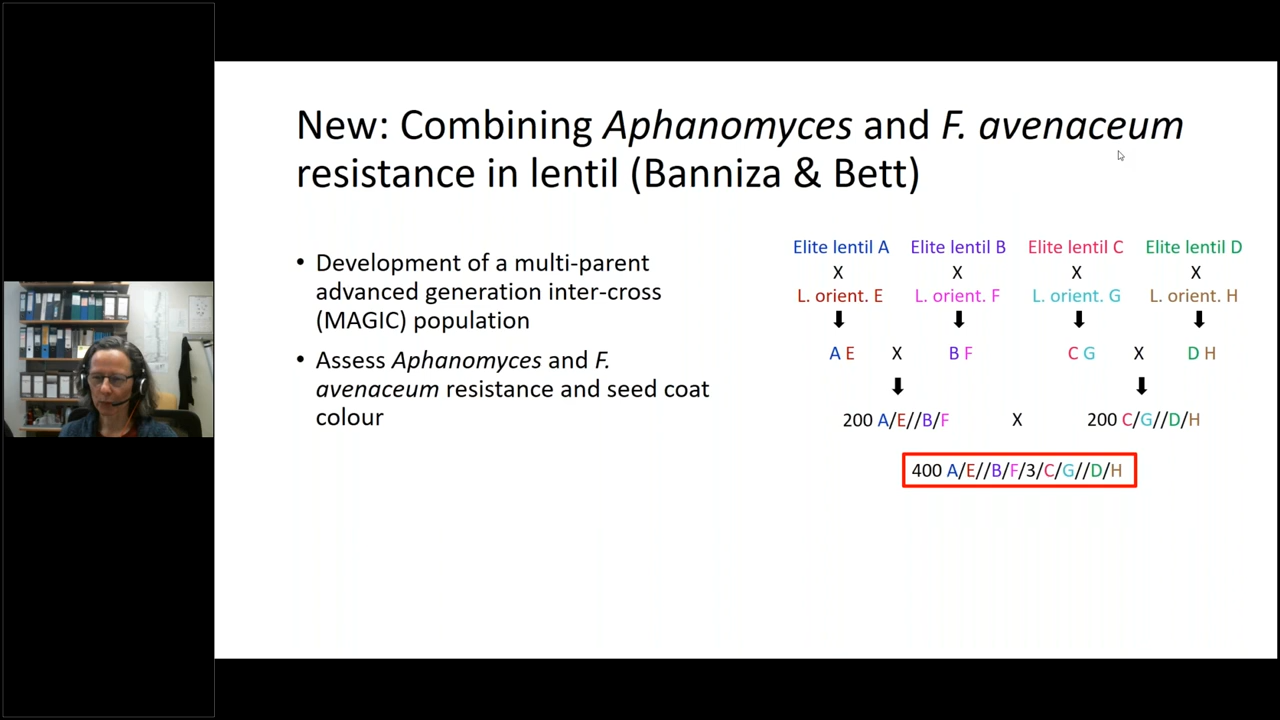 New: Combining Aphanomyces and F. avenaceum
resistance in lentil (Banniza & Bett)
• Development of a multi-parent
advanced generation inter-cross
(MAGIC) population
• Assess Aphanomyces and F.
avenaceum resistance and seed coat
colour
Elite lentil A Elite lentil B Elite lentil C Elite lentil D
X X X X
L. orient. E L. orient. F L. orient. G L. orient. H
A E X B F C G X D H
200 A/E//B/F X 200 C/G//D/H
400 A/E//B/F/3/C/G//D/H